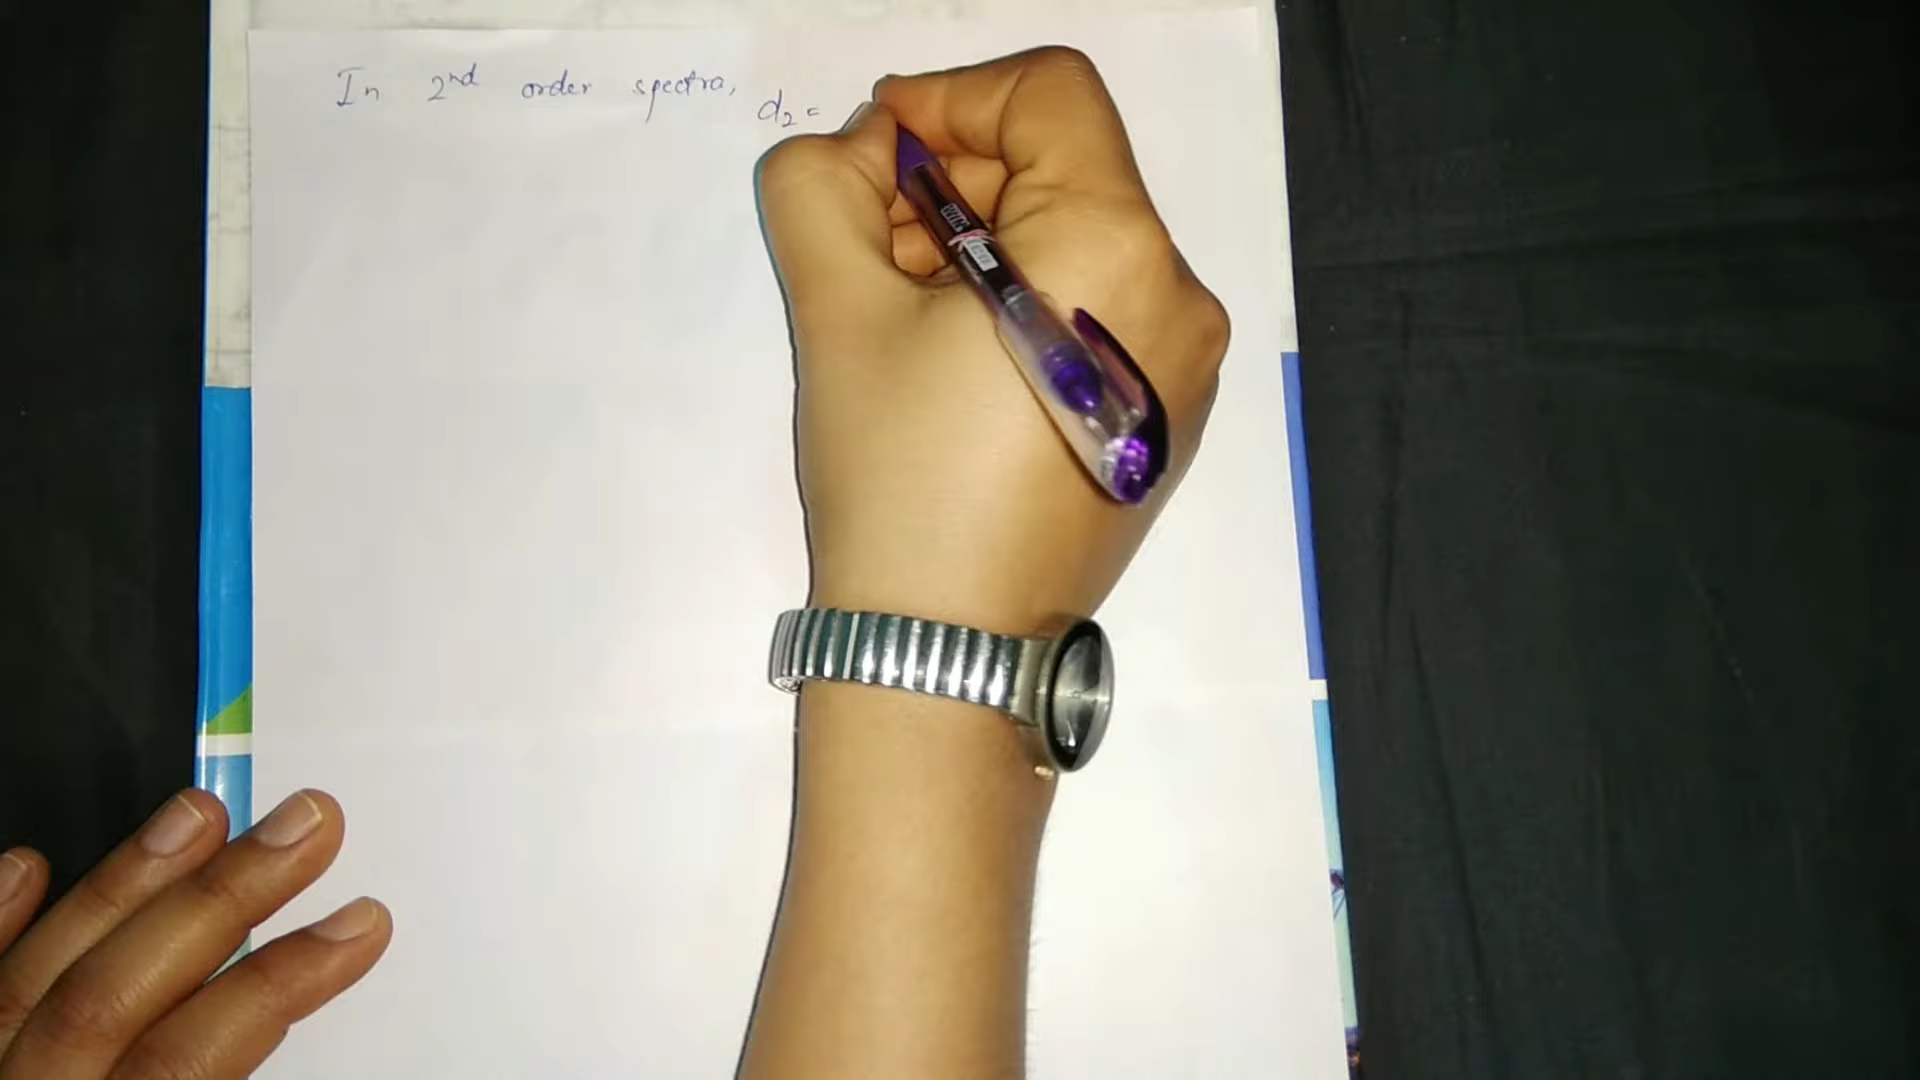 In 2nd order spectra, d₂ =